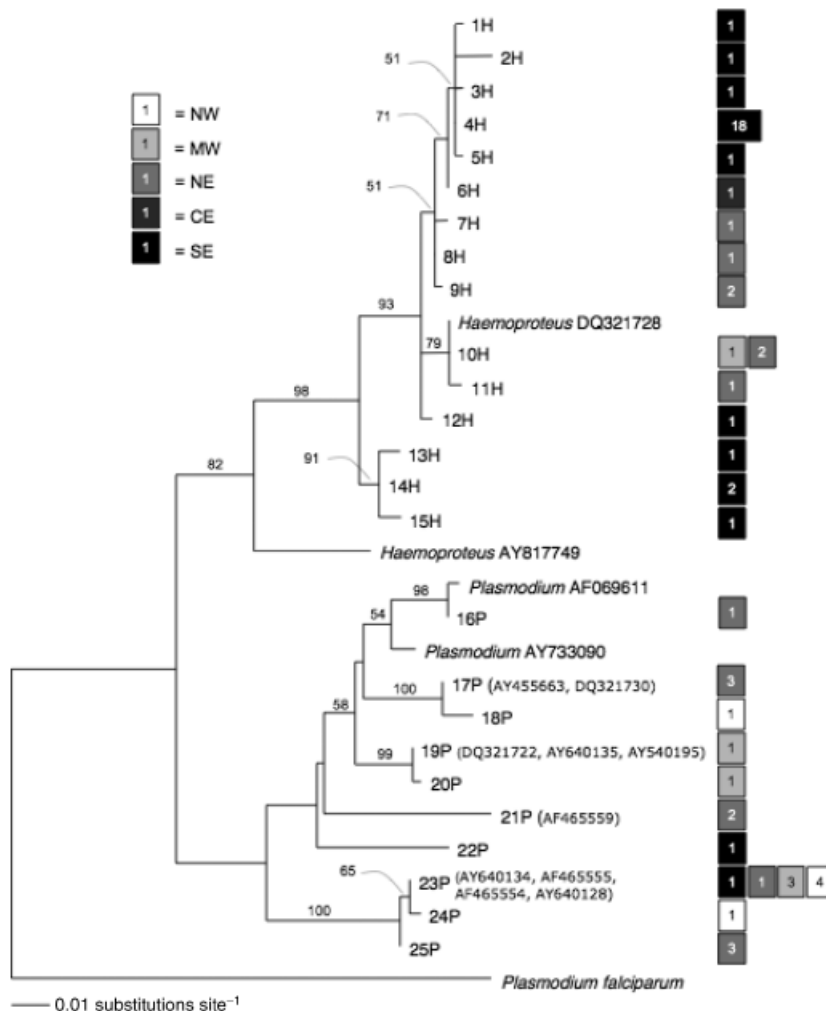 1H 1
51
2H 1
3H 1
1 = NW
71
4H 18
1 = MW
5H 1
1 = NE
51
6H 1
1 = CE
7H 1
1 = SE
8H 1
9H 2
93
Haemoproteus DQ321728
79
10H 1 2
11H 1
98
12H 1
91
13H 1
82
14H 2
15H 1
Haemoproteus AY817749
98
Plasmodium AF069611
54
16P 1
Plasmodium AY733090
100
17P (AY455663, DQ321730) 3
58
18P 1
99
19P (DQ321722, AY640135, AY540195) 1
20P 1
21P (AF465559) 2
22P 1
65
23P (AY640134, AF465555, 1 1 3 4
AF465554, AY640128)
100
24P 1
25P 3
Plasmodium falciparum
0.01 substitutions site⁻¹